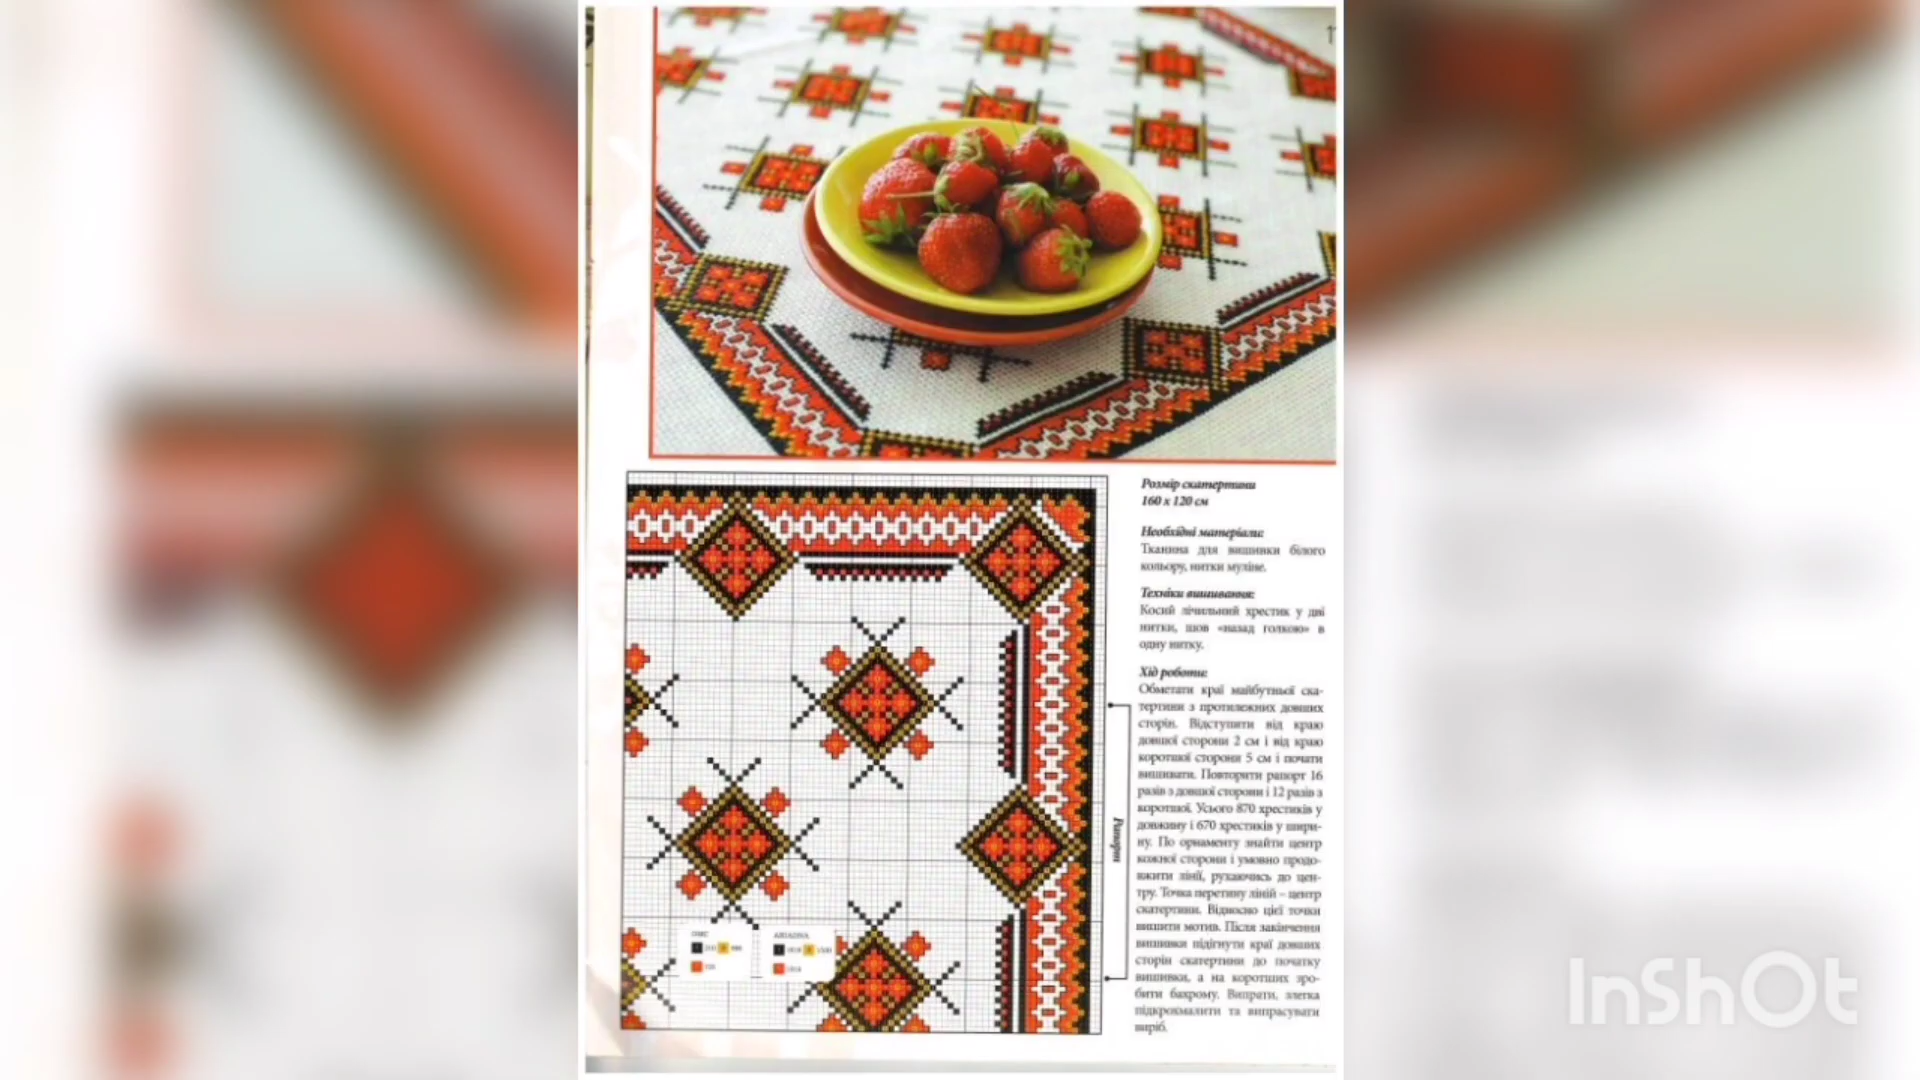 Розмір скатертини
160 х 120 см
Необхідні матеріали:
Тканина для вишивки білого
кольору, нитки муліне.
Техніки вишивання:
Косий лічильний хрестик у дві
нитки, шов «назад голкою» в
одну нитку.
Хід роботи:
Обметати краї майбутньої ска-
тертини з протилежних довших
сторін. Відступити від краю
довшої сторони 2 см і від краю
коротшої сторони 5 см і почати
вишивати. Повторити рапорт 16
разів з довшої сторони і 12 разів з
коротшої. Усього 870 хрестиків у
довжину і 670 хрестиків у шири-
ну. По орнаменту знайти центр
кожної сторони і умовно продо-
вжити лінії, рухаючись до цен-
тру. Точка перетину ліній – центр
скатертини. Відносно цієї точки
вишити мотив. Після закінчення
вишивки підігнути краї довших
сторін скатертини до початку
вишивки, а на коротших зро-
бити бахрому. Випрати, злегка
підкрохмалити та випрасувати
виріб.
Рапорт
InShOt